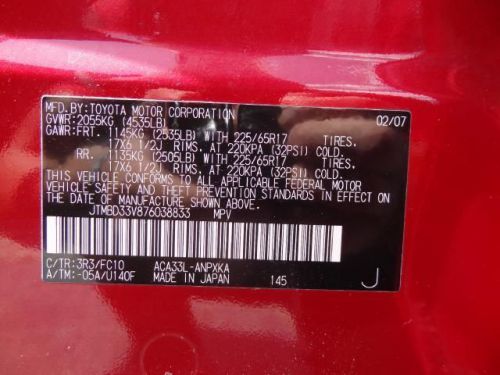 MFD.BY:TOYOTA MOTOR CORPORATION 02/07
GVWR:2055KG (4535LB)
GAWR:FRT. 1145KG (2535LB) WITH 225/65R17 TIRES.
17X6 1/2J RIMS. AT 220KPA (32PSI) COLD.
RR. 1135KG (2505LB) WITH 225/65R17 TIRES.
17X6 1/2J RIMS. AT 220KPA (32PSI) COLD.
THIS VEHICLE CONFORMS TO ALL APPLICABLE FEDERAL MOTOR
VEHICLE SAFETY AND THEFT PREVENTION STANDARDS IN EFFECT ON
THE DATE OF MANUFACTURE SHOWN ABOVE.
JTMBD33V876038833 MPV
C/TR:3R3/FC10 ACA33L-ANPXKA
A/TM:-05A/U140F MADE IN JAPAN 145 J